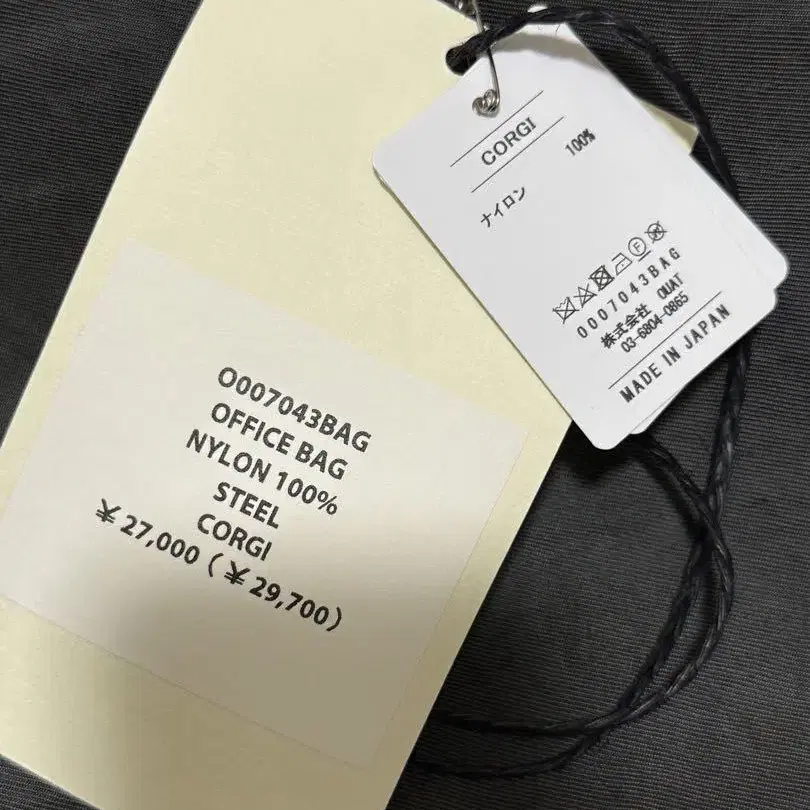 O007043BAG
OFFICE BAG
NYLON 100%
STEEL
CORGI
¥ 27,000 ( ¥ 29,700)
CORGI
100%
ナイロン
0007043BAG
株式会社 OUAT
03-6804-0865
MADE IN JAPAN